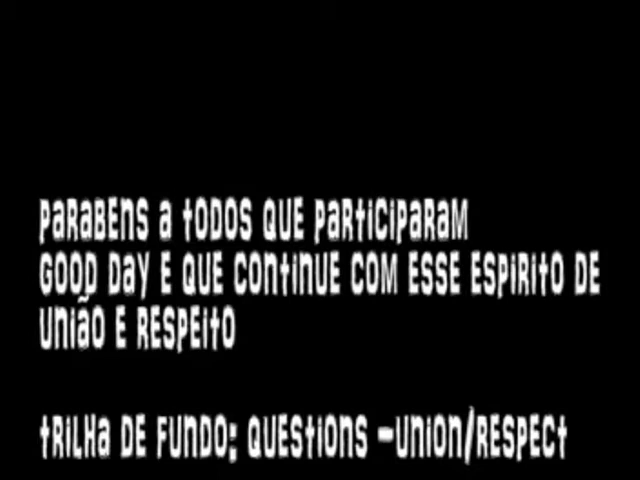 PARABENS A TODOS QUE PARTICIPARAM
GOOD DAY E QUE CONTINUE COM ESSE ESPIRITO DE
UNIÃO E RESPEITO
TRILHA DE FUNDO: QUESTIONS -UNION/RESPECT